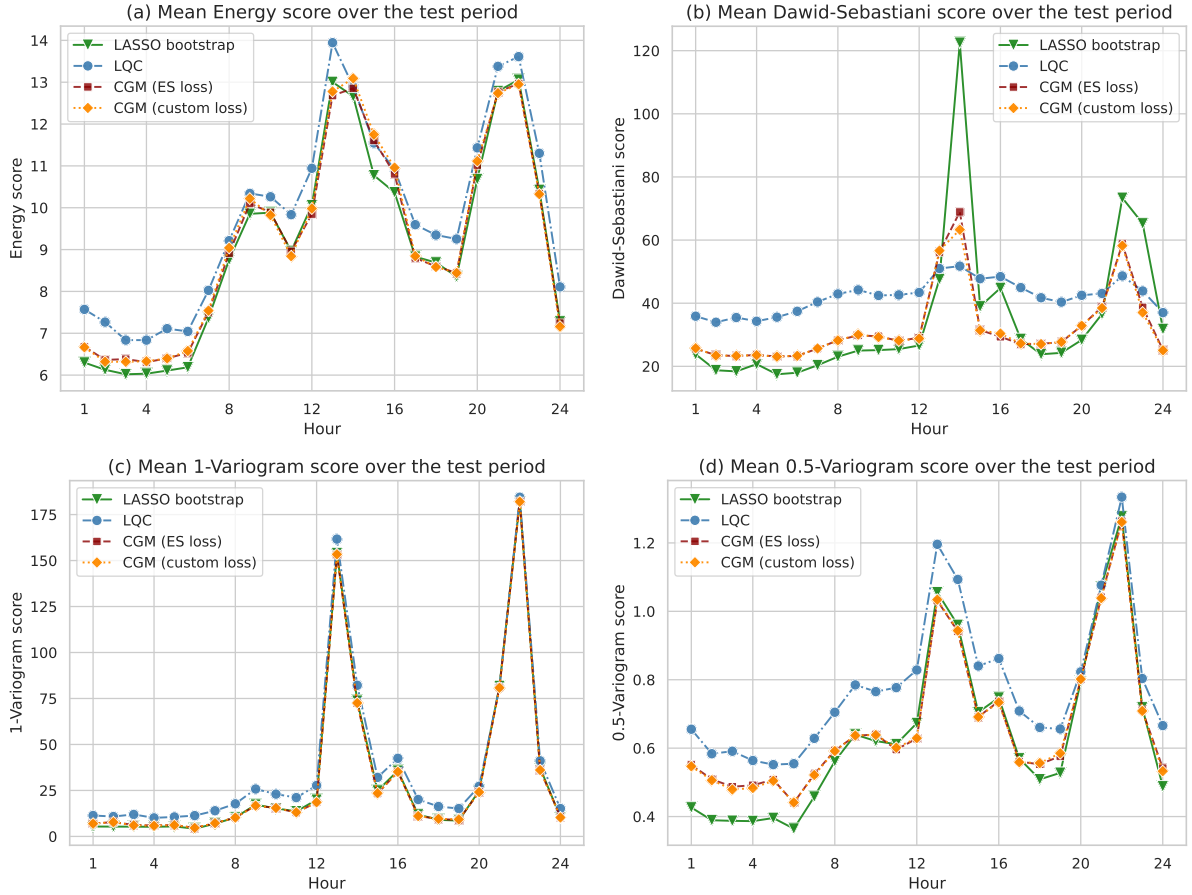 (a) Mean Energy score over the test period
14
13
12
11
10
9
8
7
6
Energy score
LASSO bootstrap
LQC
CGM (ES loss)
CGM (custom loss)
1 4 8 12 16 20 24
Hour
(b) Mean Dawid-Sebastiani score over the test period
120
100
80
60
40
20
Dawid-Sebastiani score
LASSO bootstrap
LQC
CGM (ES loss)
CGM (custom loss)
1 4 8 12 16 20 24
Hour
(c) Mean 1-Variogram score over the test period
175
150
125
100
75
50
25
0
1-Variogram score
LASSO bootstrap
LQC
CGM (ES loss)
CGM (custom loss)
1 4 8 12 16 20 24
Hour
(d) Mean 0.5-Variogram score over the test period
1.2
1.0
0.8
0.6
0.4
0.5-Variogram score
LASSO bootstrap
LQC
CGM (ES loss)
CGM (custom loss)
1 4 8 12 16 20 24
Hour